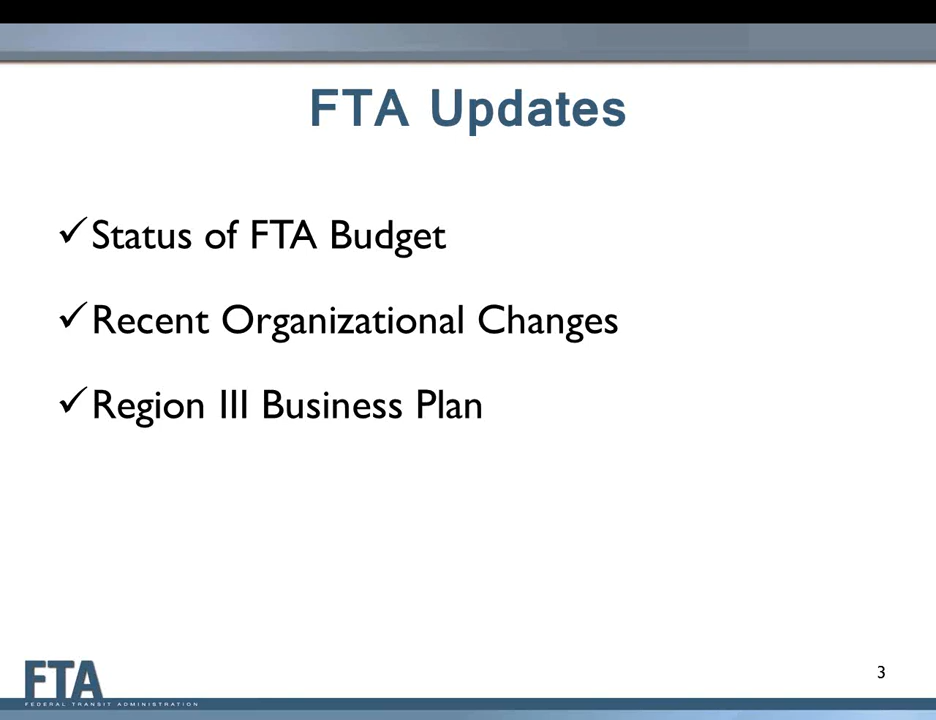 FTA Updates
✓Status of FTA Budget
✓Recent Organizational Changes
✓Region III Business Plan
3
FTA
FEDERAL TRANSIT ADMINISTRATION